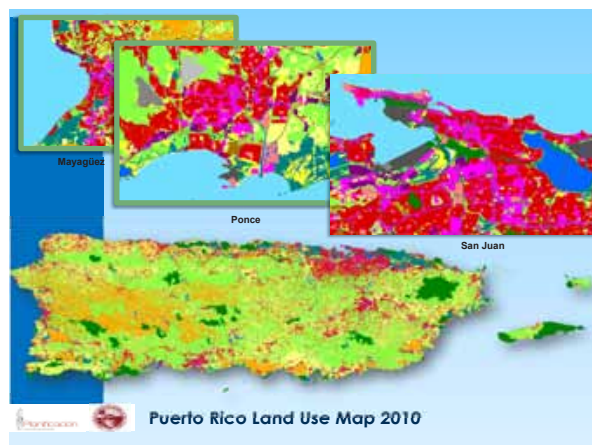 Mayagüez
Ponce
San Juan
Planificación
Puerto Rico Land Use Map 2010